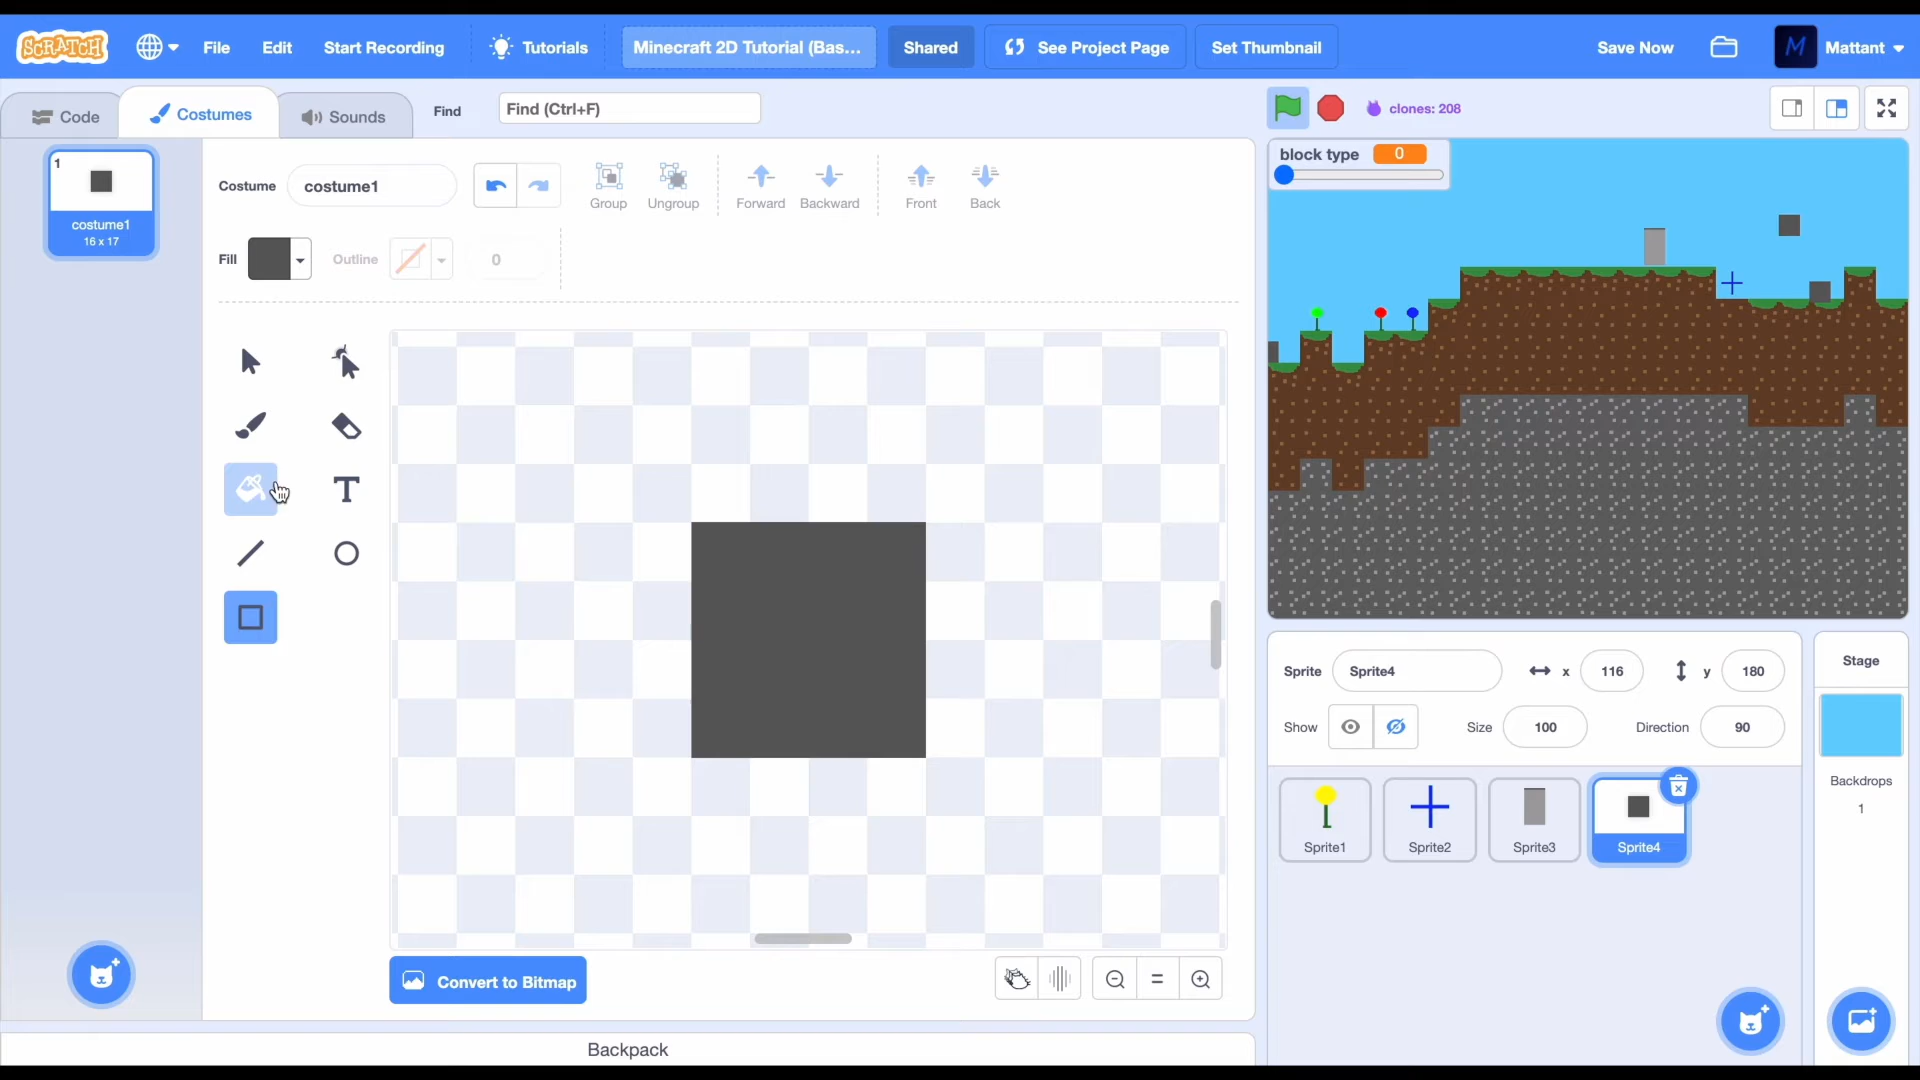 SCRATCH File Edit Start Recording Tutorials Minecraft 2D Tutorial (Bas... Shared See Project Page Set Thumbnail Save Now M Mattant
Code Costumes Sounds Find Find (Ctrl+F) clones: 208
1
costume1
16 x 17
Costume costume1 Group Ungroup Forward Backward Front Back
Fill Outline 0
T
Convert to Bitmap
Backpack
block type 0
Sprite Sprite4 x 116 y 180
Show Size 100 Direction 90
Sprite1 Sprite2 Sprite3 Sprite4
Stage
Backdrops
1